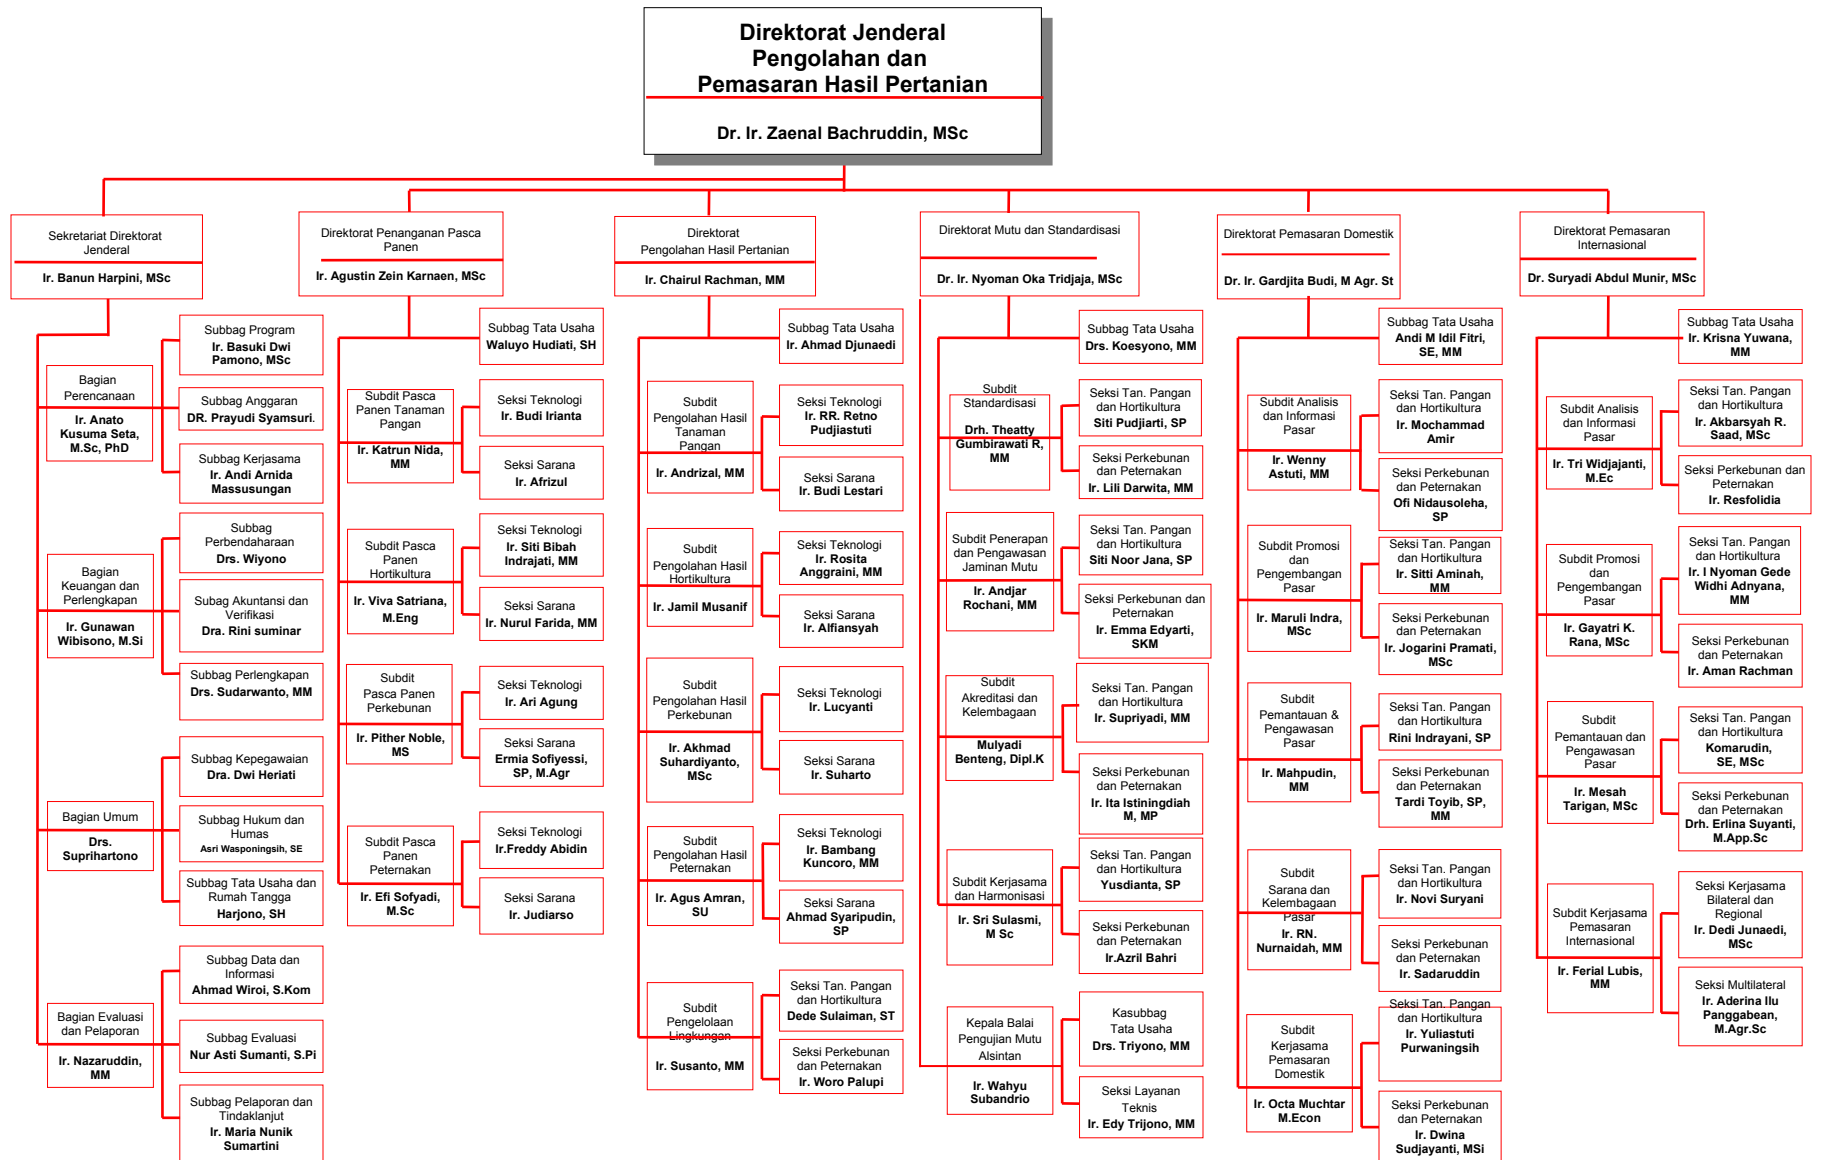 Direktorat Jenderal
Pengolahan dan
Pemasaran Hasil Pertanian
Dr. Ir. Zaenal Bachruddin, MSc
Sekretariat Direktorat
Jenderal
Ir. Banun Harpini, MSc
Bagian
Perencanaan
Ir. Anato
Kusuma Seta,
M.Sc, PhD
Subbag Program
Ir. Basuki Dwi
Pamono, MSc
Subbag Anggaran
DR. Prayudi Syamsuri.
Subbag Kerjasama
Ir. Andi Arnida
Massusungan
Bagian
Keuangan dan
Perlengkapan
Ir. Gunawan
Wibisono, M.Si
Subbag
Perbendaharaan
Drs. Wiyono
Subag Akuntansi dan
Verifikasi
Dra. Rini suminar
Subbag Perlengkapan
Drs. Sudarwanto, MM
Bagian Umum
Drs.
Suprihartono
Subbag Kepegawaian
Dra. Dwi Heriati
Subbag Hukum dan
Humas
Asri Wasponingsih, SE
Subbag Tata Usaha dan
Rumah Tangga
Harjono, SH
Bagian Evaluasi
dan Pelaporan
Ir. Nazaruddin,
MM
Subbag Data dan
Informasi
Ahmad Wiroi, S.Kom
Subbag Evaluasi
Nur Asti Sumanti, S.Pi
Subbag Pelaporan dan
Tindaklanjut
Ir. Maria Nunik
Sumartini
Direktorat Penanganan Pasca
Panen
Ir. Agustin Zein Karnaen, MSc
Subbag Tata Usaha
Waluyo Hudiati, SH
Subdit Pasca
Panen Tanaman
Pangan
Ir. Katrun Nida,
MM
Seksi Teknologi
Ir. Budi Irianta
Seksi Sarana
Ir. Afrizul
Subdit Pasca
Panen
Hortikultura
Ir. Viva Satriana,
M.Eng
Seksi Teknologi
Ir. Siti Bibah
Indrajati, MM
Seksi Sarana
Ir. Nurul Farida, MM
Subdit
Pasca Panen
Perkebunan
Ir. Pither Noble,
MS
Seksi Teknologi
Ir. Ari Agung
Seksi Sarana
Ermia Sofiyessi,
SP, M.Agr
Subdit Pasca
Panen
Peternakan
Ir. Efi Sofyadi,
M.Sc
Seksi Teknologi
Ir.Freddy Abidin
Seksi Sarana
Ir. Judiarso
Direktorat
Pengolahan Hasil Pertanian
Ir. Chairul Rachman, MM
Subbag Tata Usaha
Ir. Ahmad Djunaedi
Subdit
Pengolahan Hasil
Tanaman
Pangan
Ir. Andrizal, MM
Seksi Teknologi
Ir. RR. Retno
Pudjiastuti
Seksi Sarana
Ir. Budi Lestari
Subdit
Pengolahan Hasil
Hortikultura
Ir. Jamil Musanif
Seksi Teknologi
Ir. Rosita
Anggraini, MM
Seksi Sarana
Ir. Alfiansyah
Subdit
Pengolahan Hasil
Perkebunan
Ir. Akhmad
Suhardiyanto,
MSc
Seksi Teknologi
Ir. Lucyanti
Seksi Sarana
Ir. Suharto
Subdit
Pengolahan Hasil
Peternakan
Ir. Agus Amran,
SU
Seksi Teknologi
Ir. Bambang
Kuncoro, MM
Seksi Sarana
Ahmad Syaripudin,
SP
Subdit
Pengelolaan
Lingkungan
Ir. Susanto, MM
Seksi Tan. Pangan
dan Hortikultura
Dede Sulaiman, ST
Seksi Perkebunan
dan Peternakan
Ir. Woro Palupi
Direktorat Mutu dan Standardisasi
Dr. Ir. Nyoman Oka Tridjaja, MSc
Subbag Tata Usaha
Drs. Koesyono, MM
Subdit
Standardisasi
Drh. Theatty
Gumbirawati R,
MM
Seksi Tan. Pangan
dan Hortikultura
Siti Pudjiarti, SP
Seksi Perkebunan
dan Peternakan
Ir. Lili Darwita, MM
Subdit Penerapan
dan Pengawasan
Jaminan Mutu
Ir. Andjar
Rochani, MM
Seksi Tan. Pangan
dan Hortikultura
Siti Noor Jana, SP
Seksi Perkebunan dan
Peternakan
Ir. Emma Edyarti,
SKM
Subdit
Akreditasi dan
Kelembagaan
Mulyadi
Benteng, Dipl.K
Seksi Tan. Pangan
dan Hortikultura
Ir. Supriyadi, MM
Seksi Perkebunan
dan Peternakan
Ir. Ita Istiningdiah
M, MP
Subdit Kerjasama
dan Harmonisasi
Ir. Sri Sulasmi,
M Sc
Seksi Tan. Pangan
dan Hortikultura
Yusdianta, SP
Seksi Perkebunan
dan Peternakan
Ir.Azril Bahri
Kepala Balai
Pengujian Mutu
Alsintan
Ir. Wahyu
Subandrio
Kasubbag
Tata Usaha
Drs. Triyono, MM
Seksi Layanan
Teknis
Ir. Edy Trijono, MM
Direktorat Pemasaran Domestik
Dr. Ir. Gardjita Budi, M Agr. St
Subbag Tata Usaha
Andi M Idil Fitri,
SE, MM
Subdit Analisis
dan Informasi
Pasar
Ir. Wenny
Astuti, MM
Seksi Tan. Pangan
dan Hortikultura
Ir. Mochammad
Amir
Seksi Perkebunan
dan Peternakan
Ofi Nidausoleha,
SP
Subdit Promosi
dan
Pengembangan
Pasar
Ir. Maruli Indra,
MSc
Seksi Tan. Pangan
dan Hortikultura
Ir. Sitti Aminah,
MM
Seksi Perkebunan
dan Peternakan
Ir. Jogarini Pramati,
MSc
Subdit
Pemantauan &
Pengawasan
Pasar
Ir. Mahpudin,
MM
Seksi Tan. Pangan
dan Hortikultura
Rini Indrayani, SP
Seksi Perkebunan
dan Peternakan
Tardi Toyib, SP,
MM
Subdit
Sarana dan
Kelembagaan
Pasar
Ir. RN.
Nurnaidah, MM
Seksi Tan. Pangan
dan Hortikultura
Ir. Novi Suryani
Seksi Perkebunan
dan Peternakan
Ir. Sadaruddin
Subdit
Kerjasama
Pemasaran
Domestik
Ir. Octa Muchtar
M.Econ
Seksi Tan. Pangan
dan Hortikultura
Ir. Yuliastuti
Purwaningsih
Seksi Perkebunan
dan Peternakan
Ir. Dwina
Sudjayanti, MSi
Direktorat Pemasaran
Internasional
Dr. Suryadi Abdul Munir, MSc
Subbag Tata Usaha
Ir. Krisna Yuwana,
MM
Subdit Analisis
dan Informasi
Pasar
Ir. Tri Widjajanti,
M.Ec
Seksi Tan. Pangan
dan Hortikultura
Ir. Akbarsyah R.
Saad, MSc
Seksi Perkebunan dan
Peternakan
Ir. Resfolidia
Subdit Promosi
dan
Pengembangan
Pasar
Ir. Gayatri K.
Rana, MSc
Seksi Tan. Pangan
dan Hortikultura
Ir. I Nyoman Gede
Widhi Adnyana,
MM
Seksi Perkebunan
dan Peternakan
Ir. Aman Rachman
Subdit
Pemantauan dan
Pengawasan
Pasar
Ir. Mesah
Tarigan, MSc
Seksi Tan. Pangan
dan Hortikultura
Komarudin,
SE, MSc
Seksi Perkebunan
dan Peternakan
Drh. Erlina Suyanti,
M.App.Sc
Subdit Kerjasama
Pemasaran
Internasional
Ir. Ferial Lubis,
MM
Seksi Kerjasama
Bilateral dan
Regional
Ir. Dedi Junaedi,
MSc
Seksi Multilateral
Ir. Aderina Ilu
Panggabean,
M.Agr.Sc